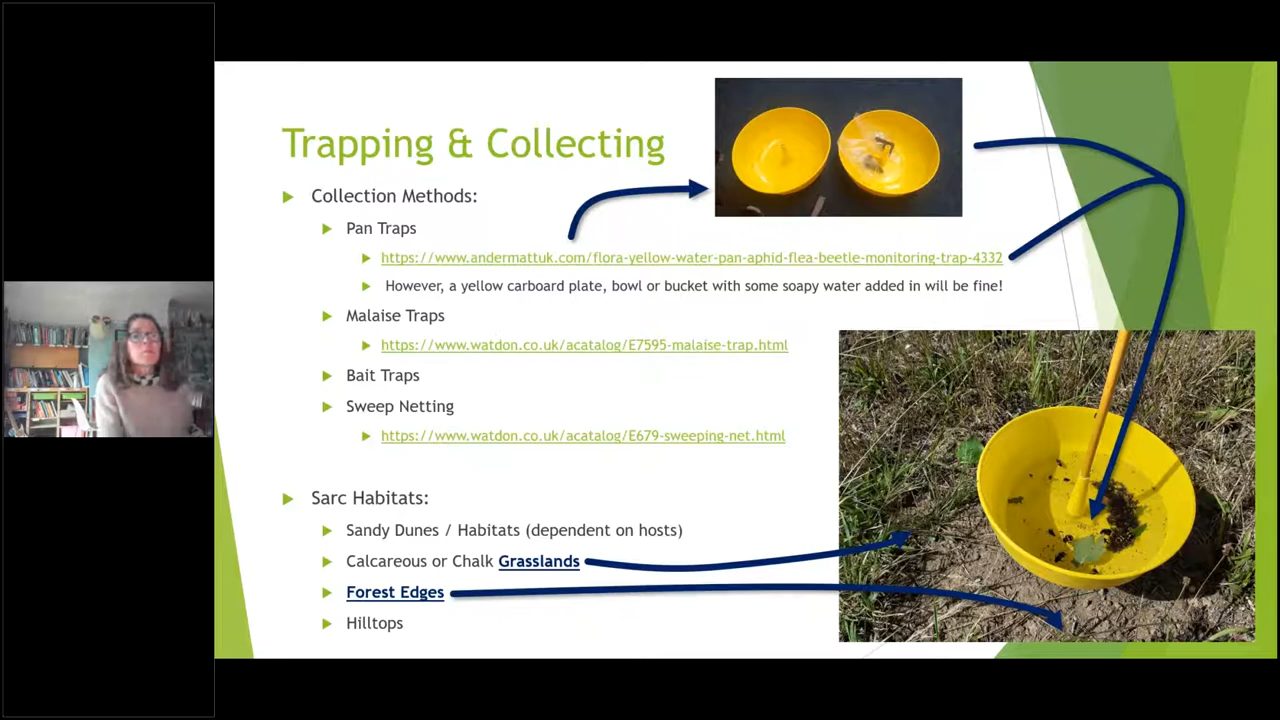 Trapping & Collecting
Collection Methods:
Pan Traps
https://www.andermattuk.com/flora-yellow-water-pan-aphid-flea-beetle-monitoring-trap-4332
However, a yellow carboard plate, bowl or bucket with some soapy water added in will be fine!
Malaise Traps
https://www.watdon.co.uk/acatalog/E7595-malaise-trap.html
Bait Traps
Sweep Netting
https://www.watdon.co.uk/acatalog/E679-sweeping-net.html
Sarc Habitats:
Sandy Dunes / Habitats (dependent on hosts)
Calcareous or Chalk Grasslands
Forest Edges
Hilltops